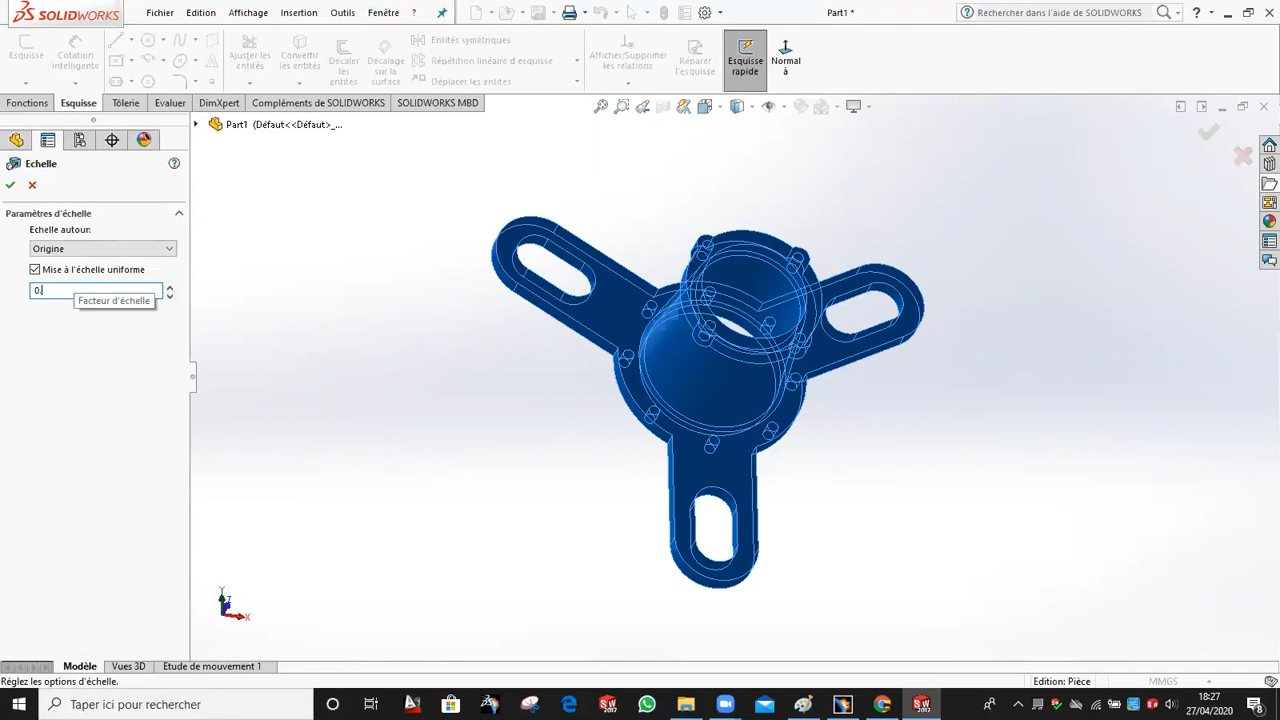 SOLIDWORKS
Fichier Edition Affichage Insertion Outils Fenêtre ?
Part1 *
Rechercher dans l'aide de SOLIDWORKS
?
Esquisse
Cotation intelligente
Ajuster les entités
Convertir les entités
Décaler les entités
Décalage sur la surface
Entités symétriques
Répétition linéaire d'esquisse
Déplacer les entités
Afficher/Supprimer les relations
Réparer l'esquisse
Esquisse rapide
Normal à
Fonctions Esquisse Tôlerie Evaluer DimXpert Compléments de SOLIDWORKS SOLIDWORKS MBD
Part1 (Défaut<<Défaut>_...
Echelle
Paramètres d'échelle
Echelle autour:
Origine
Mise à l'échelle uniforme
0.
Facteur d'échelle
Y
Z
X
Modèle Vues 3D Etude de mouvement 1
Réglez les options d'échelle.
Edition: Pièce
MMGS
Taper ici pour rechercher
18:27
27/04/2020
8